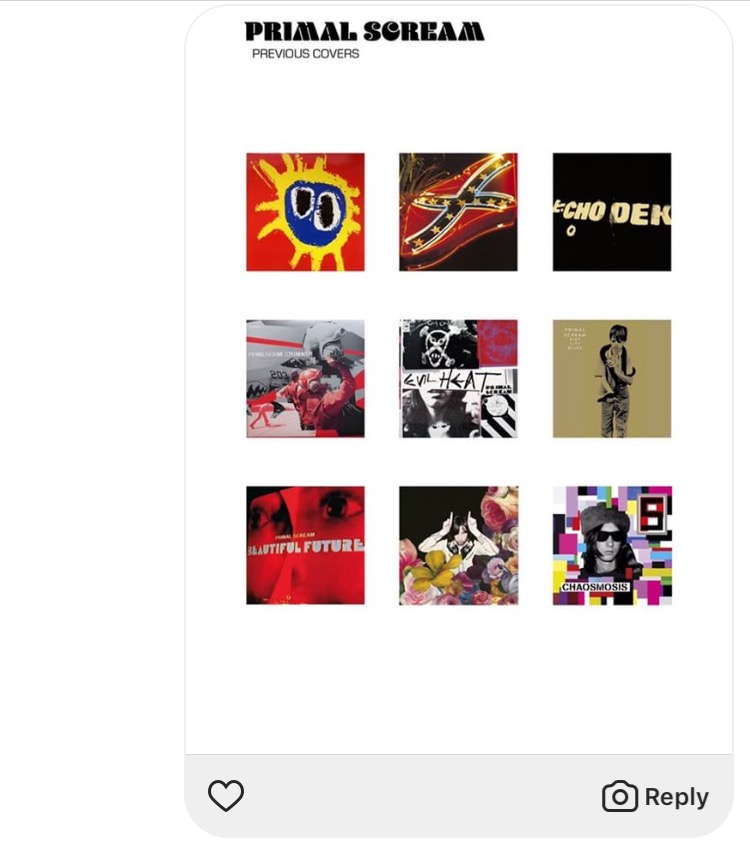 PRIMAL SCREAM
PREVIOUS COVERS
ECHO DEK
PRIMAL SCREAM
203
EVIL HEAT
PRIMAL
SCREAM
PRIMAL
SCREAM
PRIMAL SCREAM
BEAUTIFUL FUTURE
CHAOSMOSIS
Reply